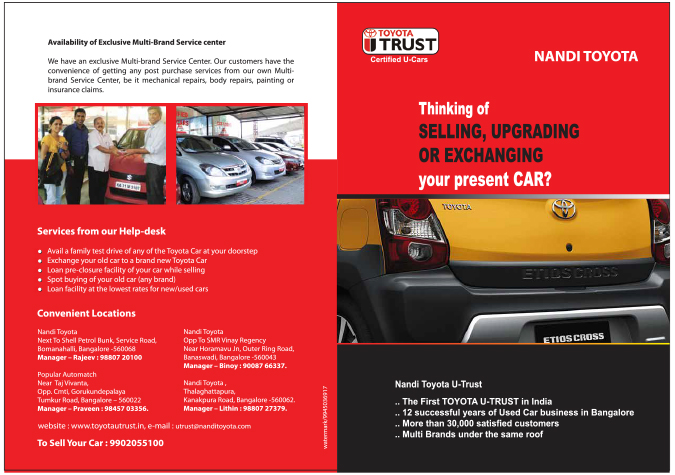 Availability of Exclusive Multi-Brand Service center
We have an exclusive Multi-brand Service Center. Our customers have the
convenience of getting any post purchase services from our own Multi-
brand Service Center, be it mechanical repairs, body repairs, painting or
insurance claims.
Services from our Help-desk
● Avail a family test drive of any of the Toyota Car at your doorstep
● Exchange your old car to a brand new Toyota Car
● Loan pre-closure facility of your car while selling
● Spot buying of your old car (any brand)
● Loan facility at the lowest rates for new/used cars
Convenient Locations
Nandi Toyota
Next To Shell Petrol Bunk, Service Road,
Bomanahalli, Bangalore -560068
Manager – Rajeev : 98807 20100
Popular Automatch
Near Taj Vivanta,
Opp. Cmti, Gorukundepalaya
Tumkur Road, Bangalore – 560022
Manager – Praveen : 98457 03356.
Nandi Toyota
Opp To SMR Vinay Regency
Near Horamavu Jn, Outer Ring Road,
Banaswadi, Bangalore -560043
Manager – Binoy : 90087 66337.
Nandi Toyota ,
Thalaghattapura,
Kanakpura Road, Bangalore -560062.
Manager – Lithin : 98807 27379.
website : www.toyotautrust.in, e-mail : utrust@nanditoyota.com
To Sell Your Car : 9902055100
watermark/9945036917
TOYOTA
U TRUST
Certified U-Cars
NANDI TOYOTA
Thinking of
SELLING, UPGRADING
OR EXCHANGING
your present CAR?
TOYOTA
ETIOSCROSS
ETIOS CROSS
Nandi Toyota U-Trust
.. The First TOYOTA U-TRUST in India
.. 12 successful years of Used Car business in Bangalore
.. More than 30,000 satisfied customers
.. Multi Brands under the same roof